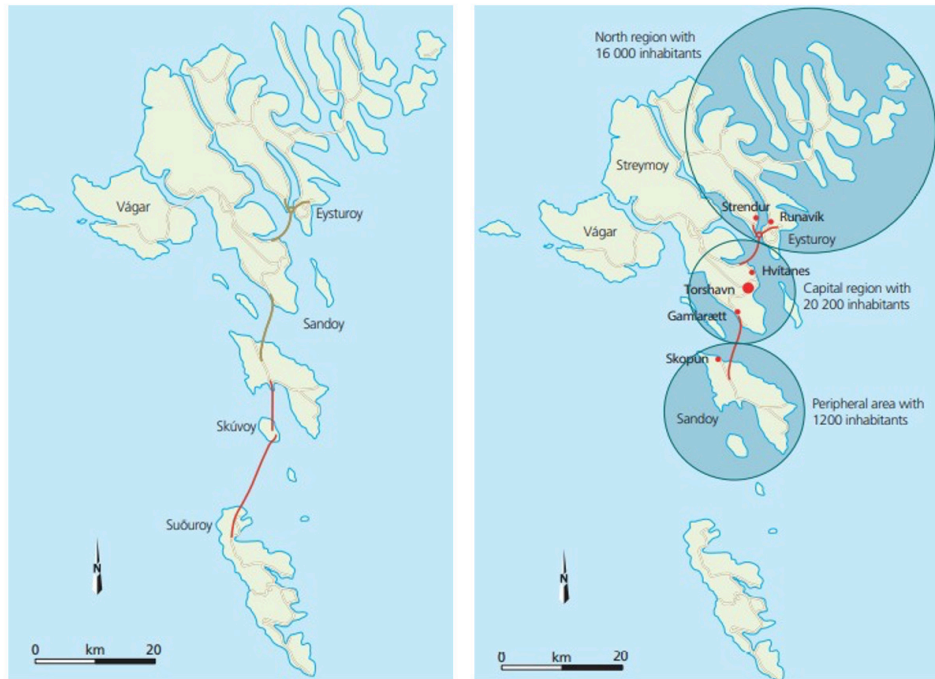 Vágar
Eysturoy
Sandoy
Skúvoy
Suðuroy
N
0 km 20
North region with
16 000 inhabitants
Streymoy
Strendur
Runavík
Vágar
Eysturoy
Hvítanes
Torshavn
Capital region with
20 200 inhabitants
Gamlarætt
Skopun
Sandoy
Peripheral area with
1200 inhabitants
N
0 km 20